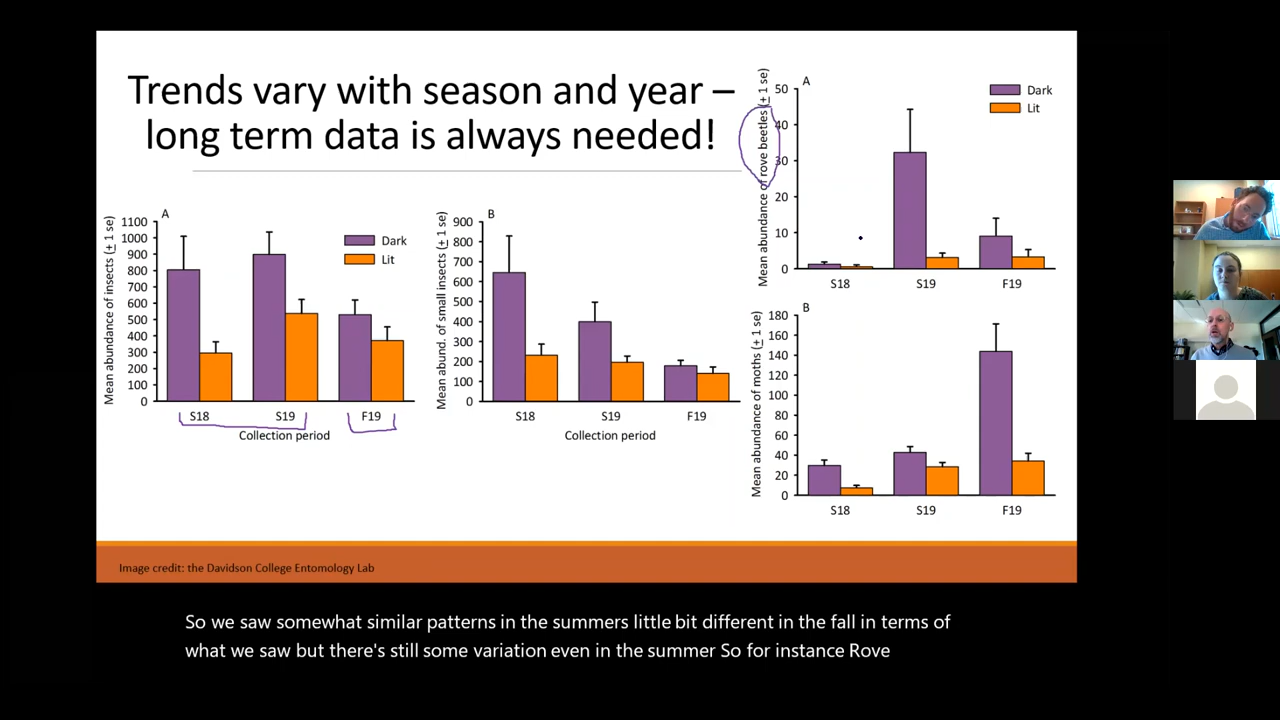 Trends vary with season and year –
long term data is always needed!
A
Mean abundance of insects (± 1 se)
1100
1000
900
800
700
600
500
400
300
200
100
0
Dark
Lit
S18
S19
F19
Collection period
B
Mean abund. of small insects (± 1 se)
900
800
700
600
500
400
300
200
100
0
S18
S19
F19
Collection period
A
Mean abundance of rove beetles (± 1 se)
50
40
30
20
10
0
Dark
Lit
S18
S19
F19
B
Mean abundance of moths (± 1 se)
180
160
140
120
100
80
60
40
20
0
S18
S19
F19
Image credit: the Davidson College Entomology Lab
So we saw somewhat similar patterns in the summers little bit different in the fall in terms of
what we saw but there's still some variation even in the summer So for instance Rove